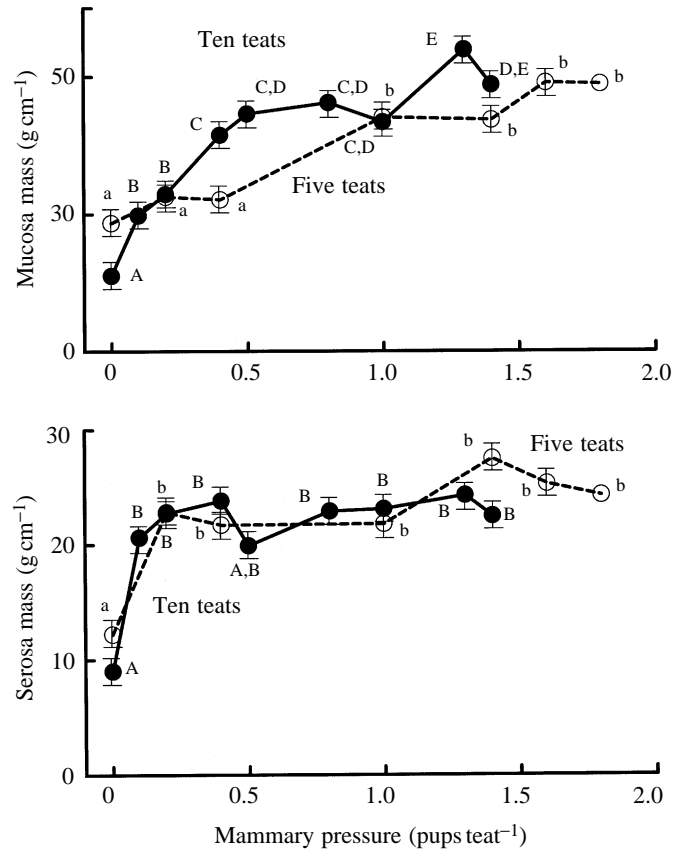 Ten teats
E
50
C,D
C,D
b
D,E
b
b
C
b
C,D
B
B
a
Five teats
30
a
a
A
0
0
0.5
1.0
1.5
2.0
Mucosa mass (g cm−1)
30
b
Five teats
B
b
B
B
B
b
b
b
B
B
20
B
A,B
a
Ten teats
10
A
0
0
0.5
1.0
1.5
2.0
Serosa mass (g cm−1)
Mammary pressure (pups teat−1)